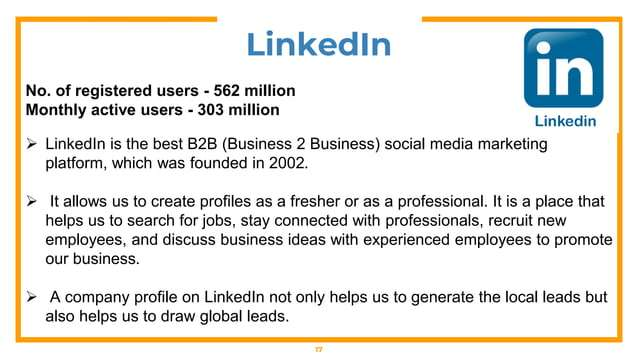 LinkedIn
in
Linkedin
No. of registered users - 562 million
Monthly active users - 303 million
➢ LinkedIn is the best B2B (Business 2 Business) social media marketing
platform, which was founded in 2002.
➢ It allows us to create profiles as a fresher or as a professional. It is a place that
helps us to search for jobs, stay connected with professionals, recruit new
employees, and discuss business ideas with experienced employees to promote
our business.
➢ A company profile on LinkedIn not only helps us to generate the local leads but
also helps us to draw global leads.
17